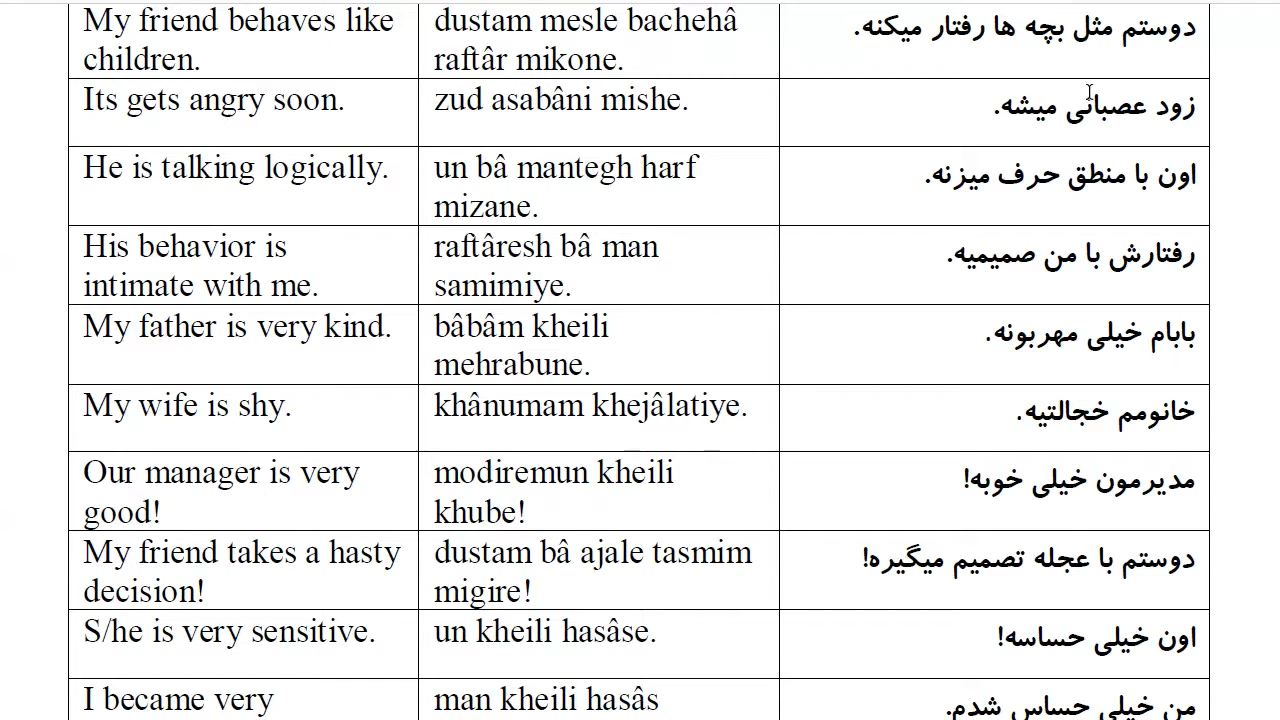 My friend behaves like
children.
dustam mesle bachehâ
raftâr mikone.
دوستم مثل بچه ها رفتار میکنه.
Its gets angry soon.
zud asabâni mishe.
زود عصبانی میشه.
He is talking logically.
un bâ mantegh harf
mizane.
اون با منطق حرف میزنه.
His behavior is
intimate with me.
raftâresh bâ man
samimiye.
رفتارش با من صمیمیه.
My father is very kind.
bâbâm kheili
mehrabune.
بابام خیلی مهربونه.
My wife is shy.
khânumam khejâlatiye.
خانومم خجالتیه.
Our manager is very
good!
modiremun kheili
khube!
مدیرمون خیلی خوبه!
My friend takes a hasty
decision!
dustam bâ ajale tasmim
migire!
دوستم با عجله تصمیم میگیره!
S/he is very sensitive.
un kheili hasâse.
اون خیلی حساسه!
I became very
man kheili hasâs
من خیلی حساس شدم.